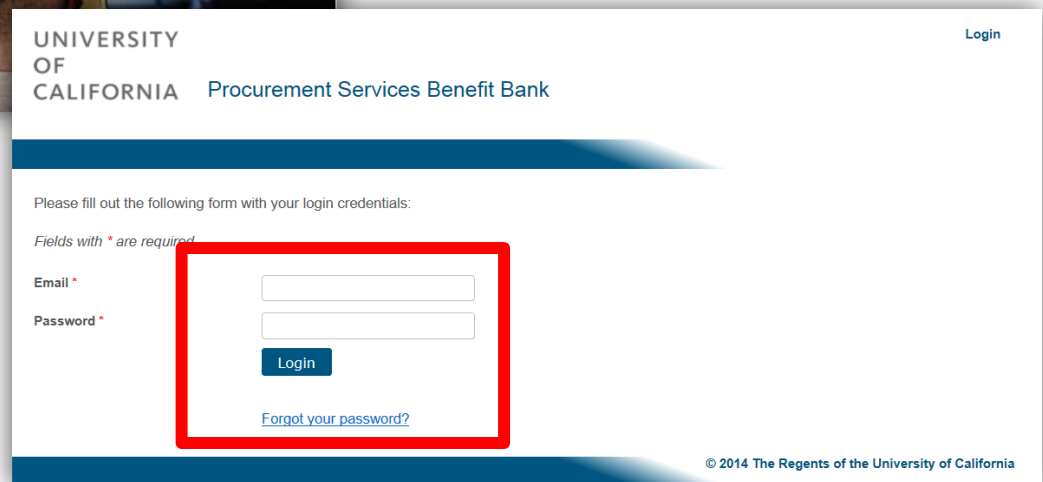 Login
UNIVERSITY
OF
CALIFORNIA Procurement Services Benefit Bank
Please fill out the following form with your login credentials:
Fields with * are required
Email *
Password *
Login
Forgot your password?
© 2014 The Regents of the University of California